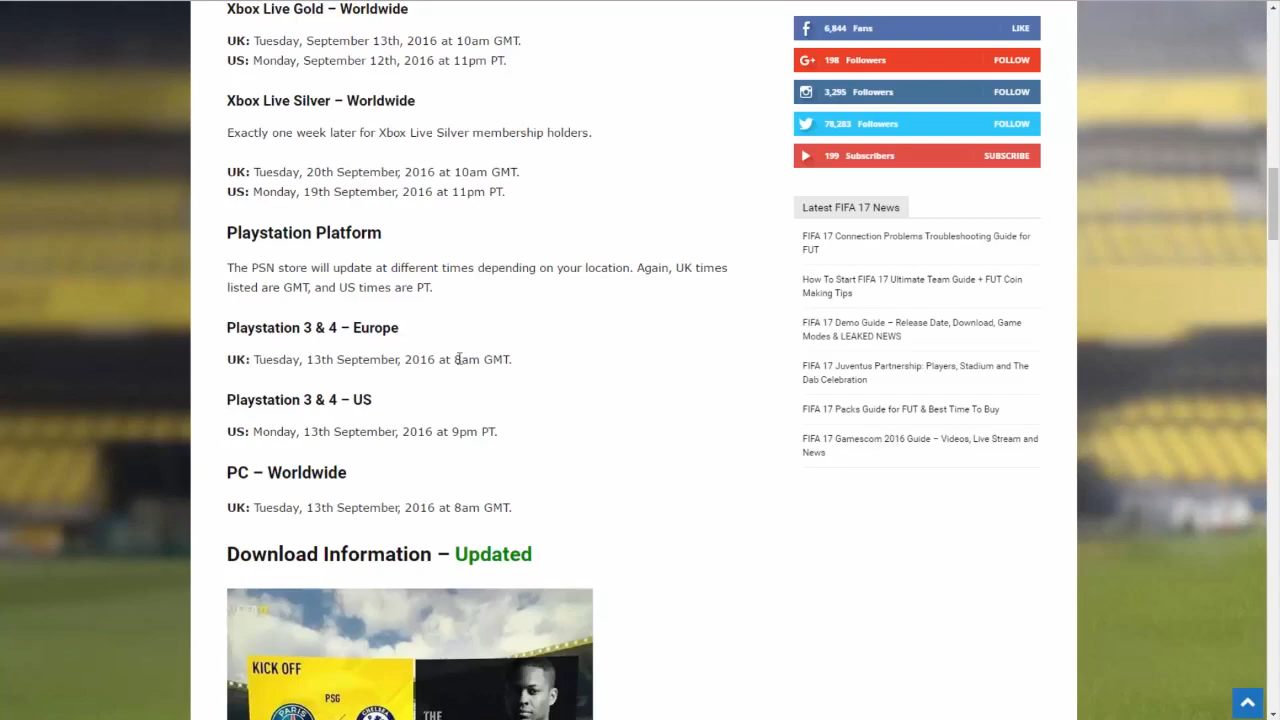 Xbox Live Gold – Worldwide
UK: Tuesday, September 13th, 2016 at 10am GMT.
US: Monday, September 12th, 2016 at 11pm PT.
Xbox Live Silver – Worldwide
Exactly one week later for Xbox Live Silver membership holders.
UK: Tuesday, 20th September, 2016 at 10am GMT.
US: Monday, 19th September, 2016 at 11pm PT.
Playstation Platform
The PSN store will update at different times depending on your location. Again, UK times
listed are GMT, and US times are PT.
Playstation 3 & 4 – Europe
UK: Tuesday, 13th September, 2016 at 8am GMT.
Playstation 3 & 4 – US
US: Monday, 13th September, 2016 at 9pm PT.
PC – Worldwide
UK: Tuesday, 13th September, 2016 at 8am GMT.
Download Information – Updated
KICK OFF
PSG
THE
6,844 Fans LIKE
198 Followers FOLLOW
3,295 Followers FOLLOW
78,283 Followers FOLLOW
199 Subscribers SUBSCRIBE
Latest FIFA 17 News
FIFA 17 Connection Problems Troubleshooting Guide for
FUT
How To Start FIFA 17 Ultimate Team Guide + FUT Coin
Making Tips
FIFA 17 Demo Guide – Release Date, Download, Game
Modes & LEAKED NEWS
FIFA 17 Juventus Partnership: Players, Stadium and The
Dab Celebration
FIFA 17 Packs Guide for FUT & Best Time To Buy
FIFA 17 Gamescom 2016 Guide – Videos, Live Stream and
News